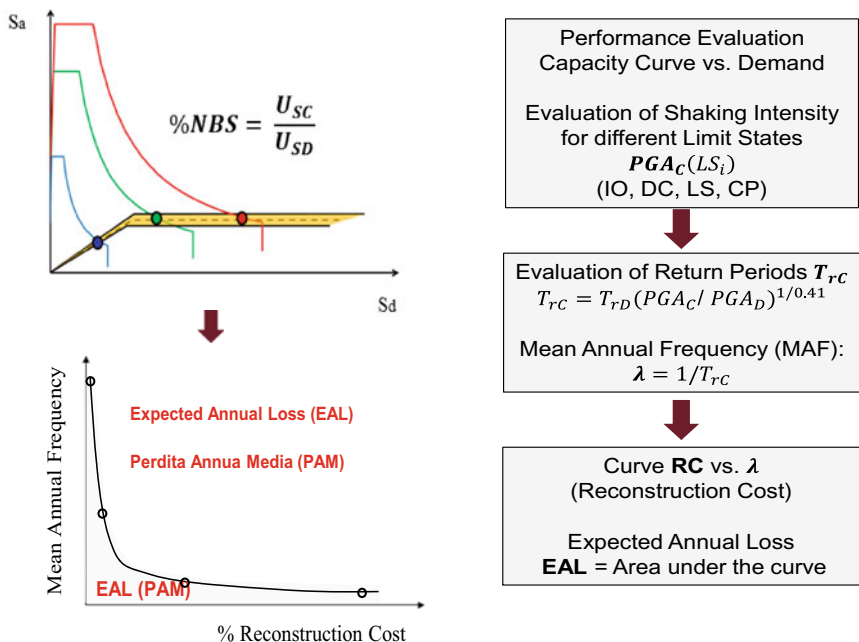 Sa
%NBS = U_SC / U_SD
Sd
Mean Annual Frequency
Expected Annual Loss (EAL)
Perdita Annua Media (PAM)
EAL (PAM)
% Reconstruction Cost
Performance Evaluation
Capacity Curve vs. Demand
Evaluation of Shaking Intensity
for different Limit States
PGA_C(LS_i)
(IO, DC, LS, CP)
Evaluation of Return Periods T_rC
T_rC = T_rD(PGA_C/ PGA_D)^1/0.41
Mean Annual Frequency (MAF):
λ = 1/T_rC
Curve RC vs. λ
(Reconstruction Cost)
Expected Annual Loss
EAL = Area under the curve